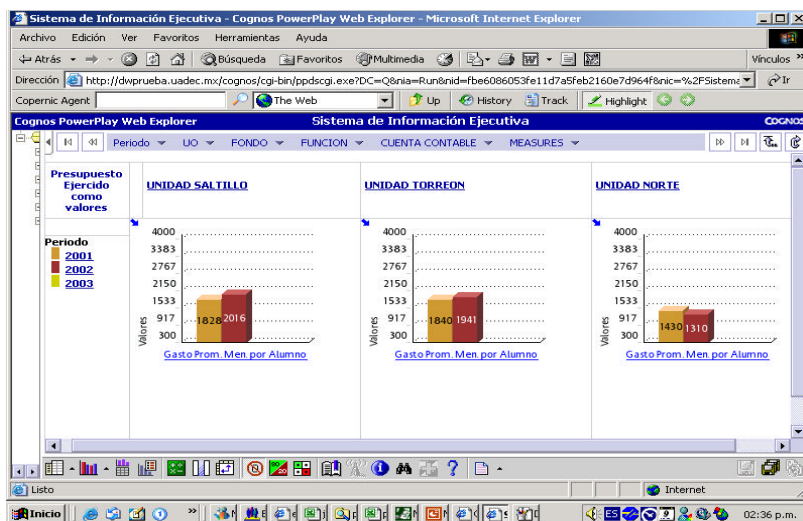 Sistema de Información Ejecutiva - Cognos PowerPlay Web Explorer - Microsoft Internet Explorer
Archivo Edición Ver Favoritos Herramientas Ayuda
Atrás Búsqueda Favoritos Multimedia Vínculos »
Dirección http://dwprueba.uadec.mx/cognos/cgi-bin/ppdscgi.exe?DC=Q&nia=Run&nid=fbe6086053fe11d7a5feb2160e7d964f&nic=%2FSistema Ir
Copernic Agent The Web Up History Track Highlight
Cognos PowerPlay Web Explorer Sistema de Información Ejecutiva COGNOS
Periodo UO FONDO FUNCION CUENTA CONTABLE MEASURES
Presupuesto
Ejercido
como
valores
UNIDAD SALTILLO UNIDAD TORREON UNIDAD NORTE
Periodo
2001
2002
2003
Valores
4000
3383
2767
2150
1533
917
300
1828 2016
Gasto Prom. Men. por Alumno
Valores
4000
3383
2767
2150
1533
917
300
1840 1941
Gasto Prom. Men. por Alumno
Valores
4000
3383
2767
2150
1533
917
300
1430 1310
Gasto Prom. Men. por Alumno
Listo Internet
Inicio » ES 02:36 p.m.